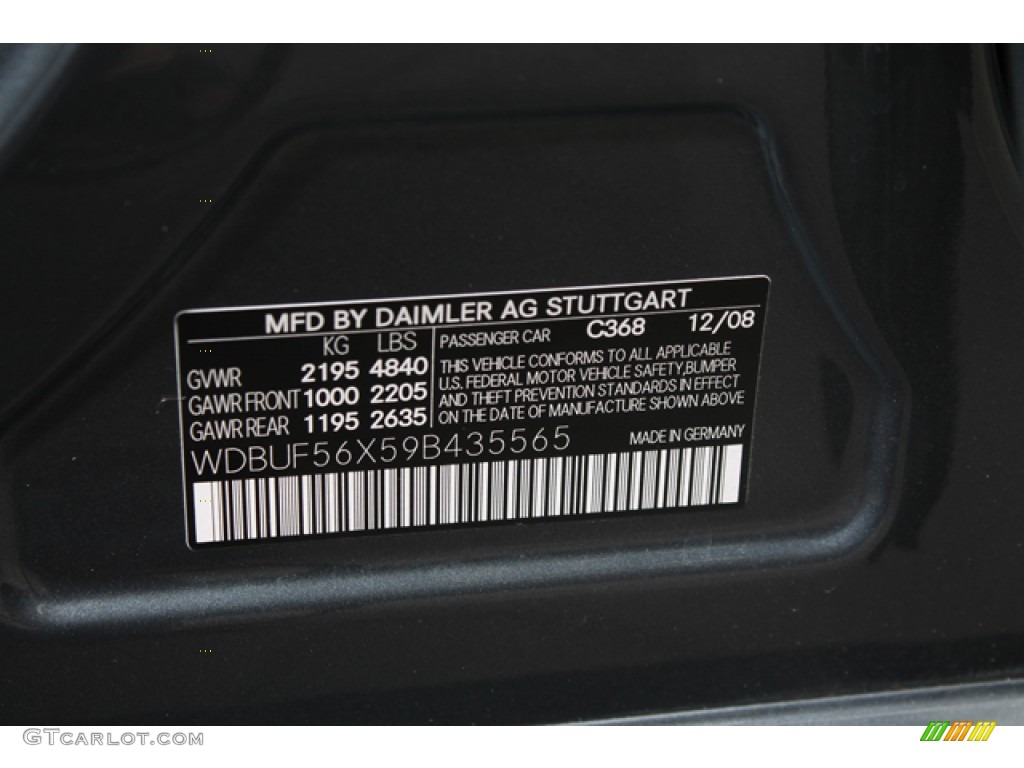 MFD BY DAIMLER AG STUTTGART
KG LBS
GVWR 2195 4840
GAWR FRONT 1000 2205
GAWR REAR 1195 2635
PASSENGER CAR C368 12/08
THIS VEHICLE CONFORMS TO ALL APPLICABLE
U.S. FEDERAL MOTOR VEHICLE SAFETY,BUMPER
AND THEFT PREVENTION STANDARDS IN EFFECT
ON THE DATE OF MANUFACTURE SHOWN ABOVE
WDBUF56X59B435565 MADE IN GERMANY
GTCARLOT.COM